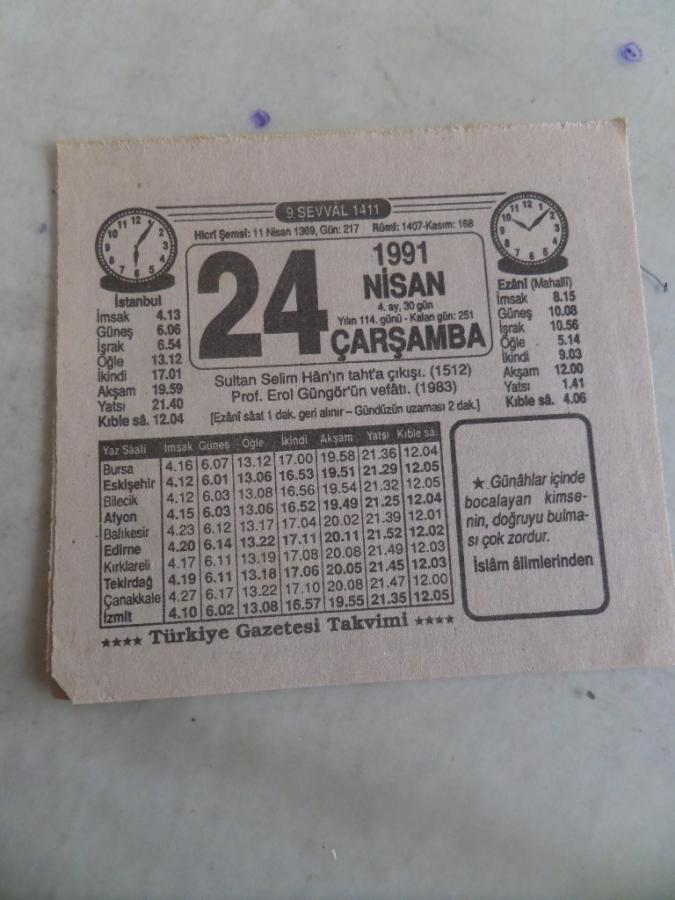 9 ŞEVVÂL 1411
Hicrî Şemsî: 11 Nisan 1369, Gün: 217 Rûmî: 1407-Kasım: 168
24
1991
NİSAN
4. ay, 30 gün
Yılın 114. günü - Kalan gün: 251
ÇARŞAMBA
İstanbul
İmsak 4.13
Güneş 6.06
İşrak 6.54
Öğle 13.12
İkindi 17.01
Akşam 19.59
Yatsı 21.40
Kıble sâ. 12.04
Ezânî (Mahallî)
İmsak 8.15
Güneş 10.08
İşrak 10.56
Öğle 5.14
İkindi 9.03
Akşam 12.00
Yatsı 1.41
Kıble sâ. 4.06
Sultan Selim Hân'ın taht'a çıkışı. (1512)
Prof. Erol Güngör'ün vefâtı. (1983)
[Ezânî sâat 1 dak. geri alınır – Gündüzün uzaması 2 dak.]
Yaz Sâati İmsak Güneş Öğle İkindi Akşam Yatsı Kıble sâ.
Bursa 4.16 6.07 13.12 17.00 19.58 21.36 12.04
Eskişehir 4.12 6.01 13.06 16.53 19.51 21.29 12.05
Bilecik 4.12 6.03 13.08 16.56 19.54 21.32 12.05
Afyon 4.15 6.03 13.06 16.52 19.49 21.25 12.04
Balıkesir 4.23 6.12 13.17 17.04 20.02 21.39 12.01
Edirne 4.20 6.14 13.22 17.11 20.11 21.52 12.02
Kırklareli 4.17 6.11 13.19 17.08 20.08 21.49 12.03
Tekirdağ 4.19 6.11 13.18 17.06 20.05 21.45 12.03
Çanakkale 4.27 6.17 13.22 17.10 20.08 21.47 12.00
İzmit 4.10 6.02 13.08 16.57 19.55 21.35 12.05
★ Günâhlar içinde
bocalayan kimse-
nin, doğruyu bulma-
sı çok zordur.
İslâm âlimlerinden
★★★★ Türkiye Gazetesi Takvimi ★★★★